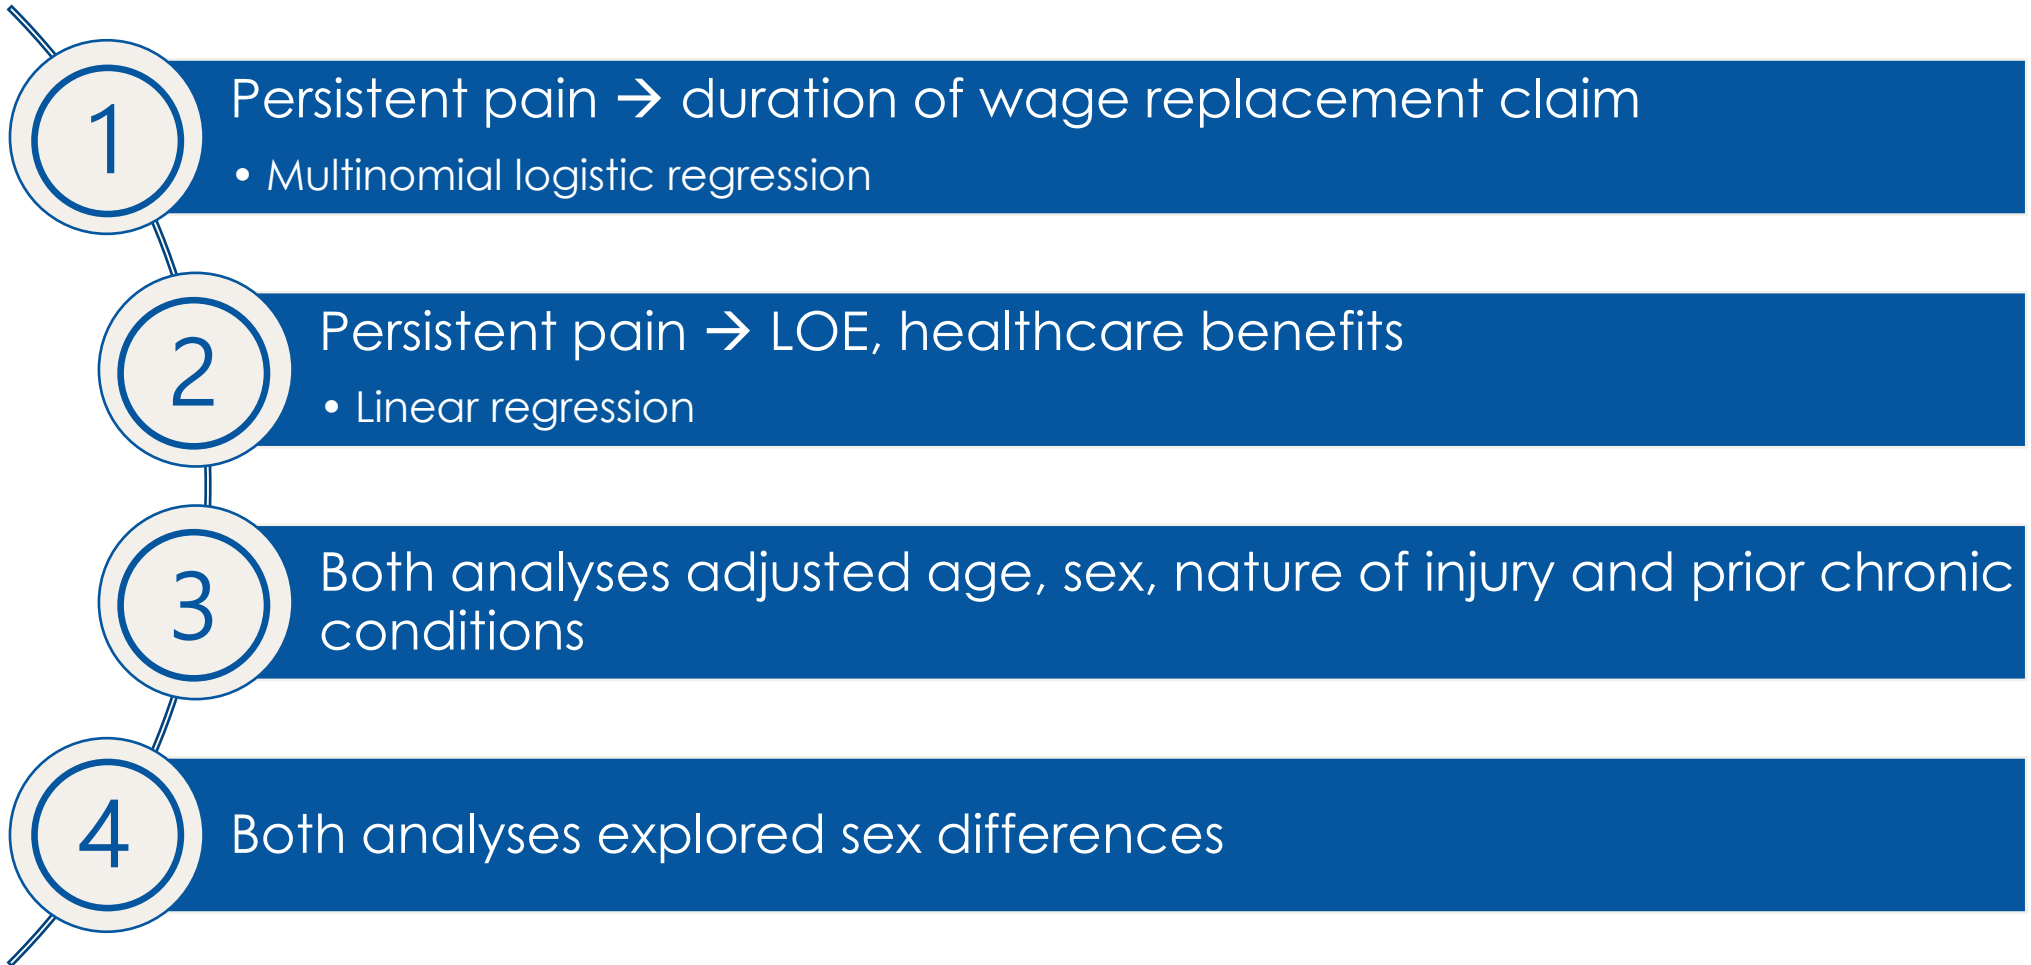 1
Persistent pain → duration of wage replacement claim
• Multinomial logistic regression
2
Persistent pain → LOE, healthcare benefits
• Linear regression
3
Both analyses adjusted age, sex, nature of injury and prior chronic
conditions
4
Both analyses explored sex differences